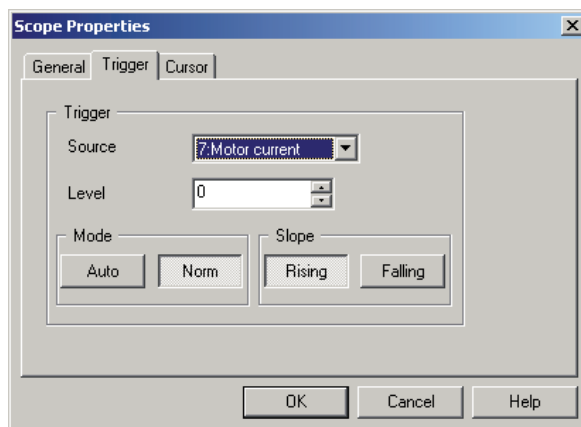 Scope Properties
General Trigger Cursor
Trigger
Source 7:Motor current
Level 0
Mode Slope
Auto Norm Rising Falling
OK Cancel Help